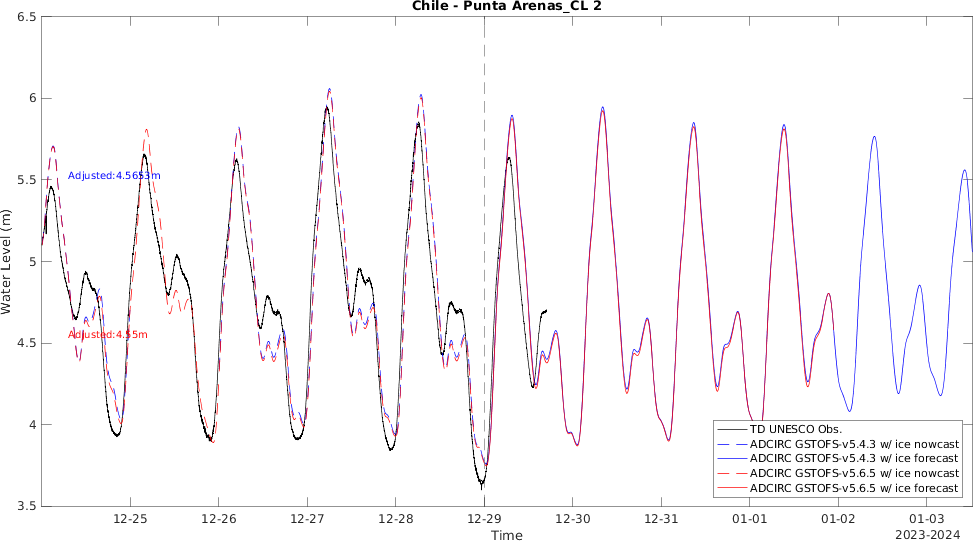 Chile - Punta Arenas_CL 2
6.5
6
5.5
5
4.5
4
3.5
Water Level (m)
Adjusted:4.5653m
Adjusted:4.55m
TD UNESCO Obs.
ADCIRC GSTOFS-v5.4.3 w/ ice nowcast
ADCIRC GSTOFS-v5.4.3 w/ ice forecast
ADCIRC GSTOFS-v5.6.5 w/ ice nowcast
ADCIRC GSTOFS-v5.6.5 w/ ice forecast
12-25 12-26 12-27 12-28 12-29 12-30 12-31 01-01 01-02 01-03
Time
2023-2024